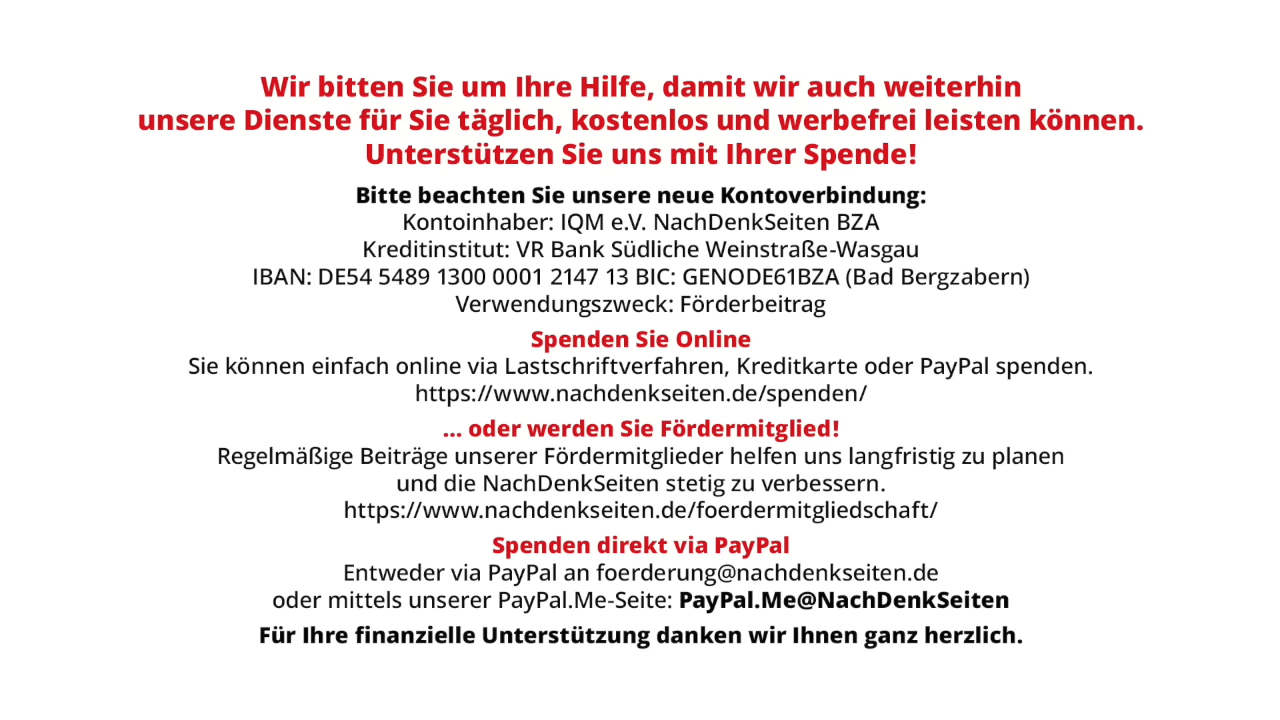 Wir bitten Sie um Ihre Hilfe, damit wir auch weiterhin
unsere Dienste für Sie täglich, kostenlos und werbefrei leisten können.
Unterstützen Sie uns mit Ihrer Spende!
Bitte beachten Sie unsere neue Kontoverbindung:
Kontoinhaber: IQM e.V. NachDenkSeiten BZA
Kreditinstitut: VR Bank Südliche Weinstraße-Wasgau
IBAN: DE54 5489 1300 0001 2147 13 BIC: GENODE61BZA (Bad Bergzabern)
Verwendungszweck: Förderbeitrag
Spenden Sie Online
Sie können einfach online via Lastschriftverfahren, Kreditkarte oder PayPal spenden.
https://www.nachdenkseiten.de/spenden/
... oder werden Sie Fördermitglied!
Regelmäßige Beiträge unserer Fördermitglieder helfen uns langfristig zu planen
und die NachDenkSeiten stetig zu verbessern.
https://www.nachdenkseiten.de/foerdermitgliedschaft/
Spenden direkt via PayPal
Entweder via PayPal an foerderung@nachdenkseiten.de
oder mittels unserer PayPal.Me-Seite: PayPal.Me@NachDenkSeiten
Für Ihre finanzielle Unterstützung danken wir Ihnen ganz herzlich.